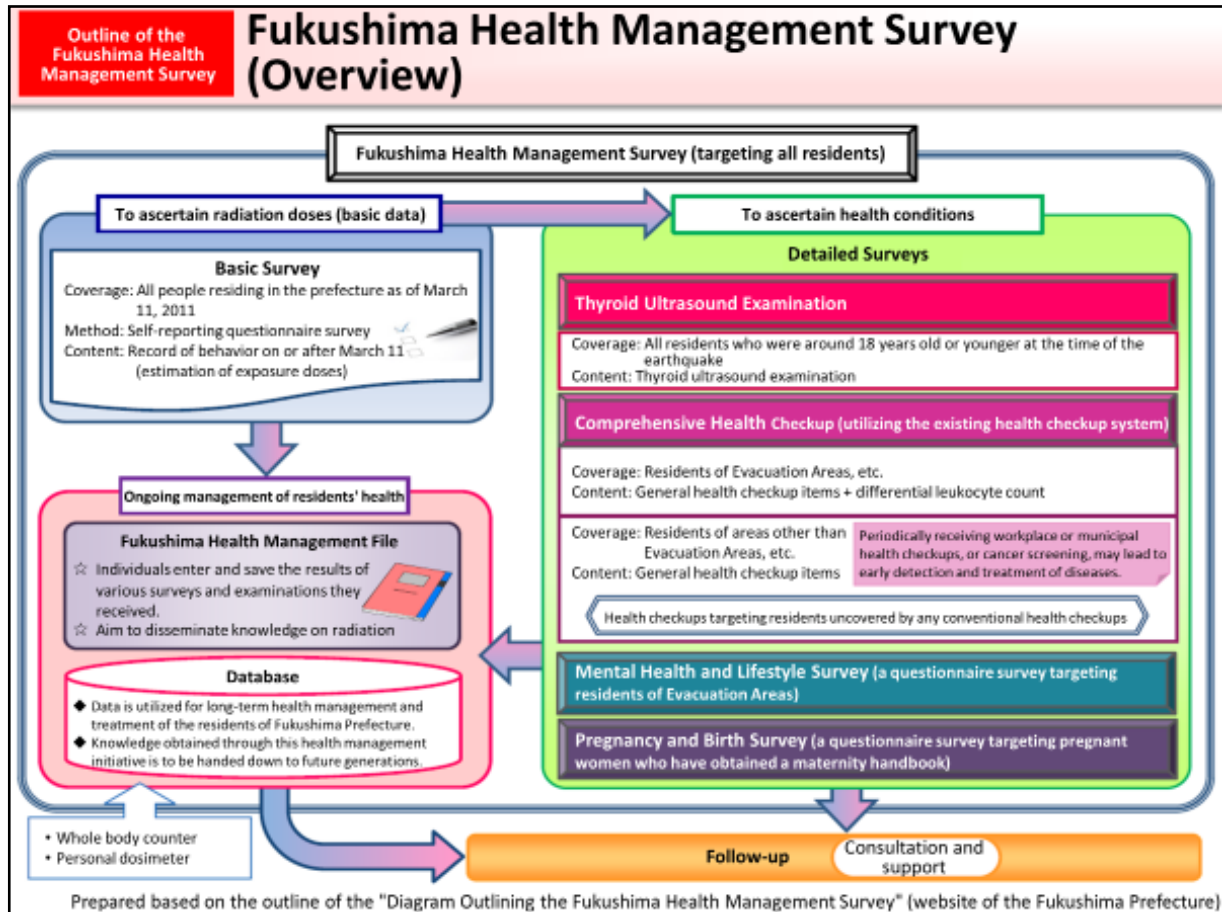 Outline of the
Fukushima Health
Management Survey
Fukushima Health Management Survey
(Overview)
Fukushima Health Management Survey (targeting all residents)
To ascertain radiation doses (basic data)
Basic Survey
Coverage: All people residing in the prefecture as of March
11, 2011
Method: Self-reporting questionnaire survey
Content: Record of behavior on or after March 11
(estimation of exposure doses)
To ascertain health conditions
Detailed Surveys
Thyroid Ultrasound Examination
Coverage: All residents who were around 18 years old or younger at the time of the
earthquake
Content: Thyroid ultrasound examination
Comprehensive Health Checkup (utilizing the existing health checkup system)
Coverage: Residents of Evacuation Areas, etc.
Content: General health checkup items + differential leukocyte count
Coverage: Residents of areas other than
Evacuation Areas, etc.
Content: General health checkup items
Periodically receiving workplace or municipal
health checkups, or cancer screening, may lead to
early detection and treatment of diseases.
Health checkups targeting residents uncovered by any conventional health checkups
Mental Health and Lifestyle Survey (a questionnaire survey targeting
residents of Evacuation Areas)
Pregnancy and Birth Survey (a questionnaire survey targeting pregnant
women who have obtained a maternity handbook)
Ongoing management of residents' health
Fukushima Health Management File
☆ Individuals enter and save the results of
various surveys and examinations they
received.
☆ Aim to disseminate knowledge on radiation
Database
◆ Data is utilized for long-term health management and
treatment of the residents of Fukushima Prefecture.
◆ Knowledge obtained through this health management
initiative is to be handed down to future generations.
• Whole body counter
• Personal dosimeter
Follow-up
Consultation and
support
Prepared based on the outline of the "Diagram Outlining the Fukushima Health Management Survey" (website of the Fukushima Prefecture)